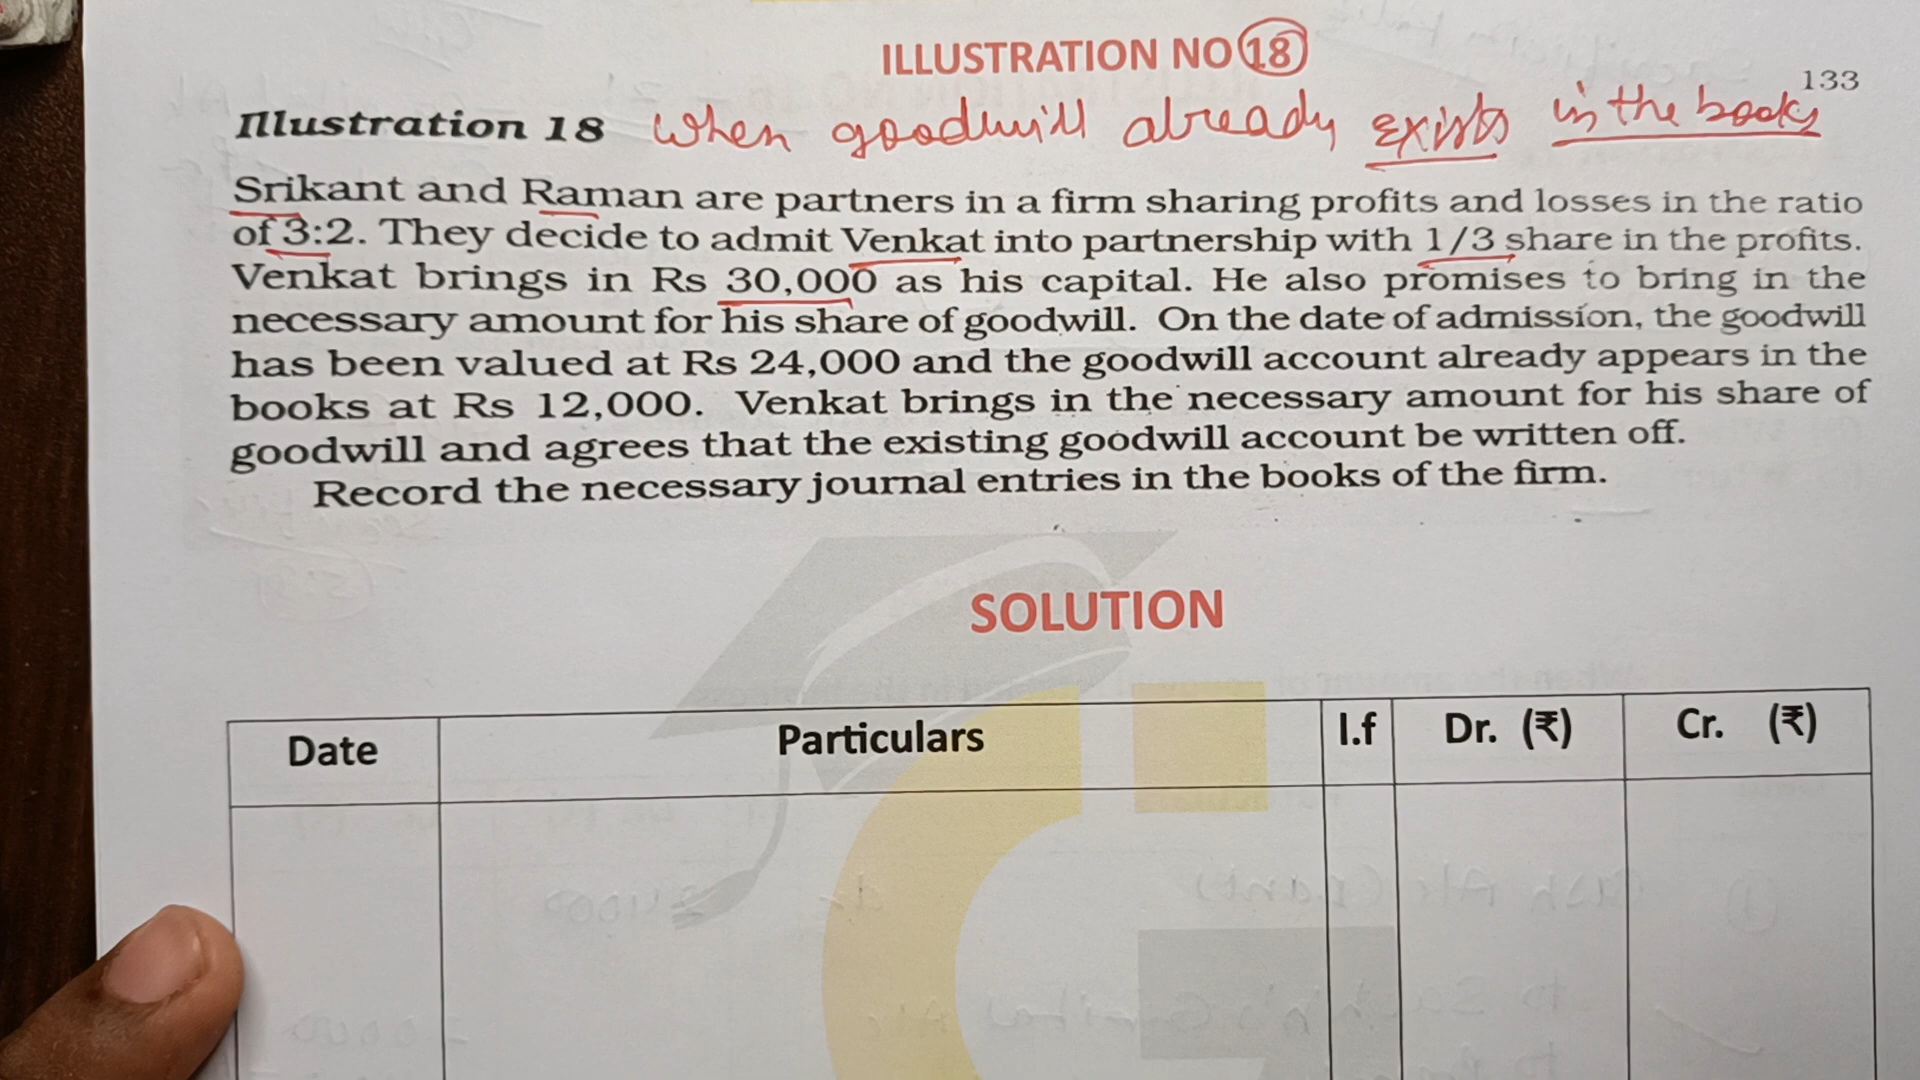 ILLUSTRATION NO 18
133
Illustration 18 When goodwill already exists in the books
Srikant and Raman are partners in a firm sharing profits and losses in the ratio
of 3:2. They decide to admit Venkat into partnership with 1/3 share in the profits.
Venkat brings in Rs 30,000 as his capital. He also promises to bring in the
necessary amount for his share of goodwill. On the date of admission, the goodwill
has been valued at Rs 24,000 and the goodwill account already appears in the
books at Rs 12,000. Venkat brings in the necessary amount for his share of
goodwill and agrees that the existing goodwill account be written off.
Record the necessary journal entries in the books of the firm.
SOLUTION
Date Particulars l.f Dr. (₹) Cr. (₹)